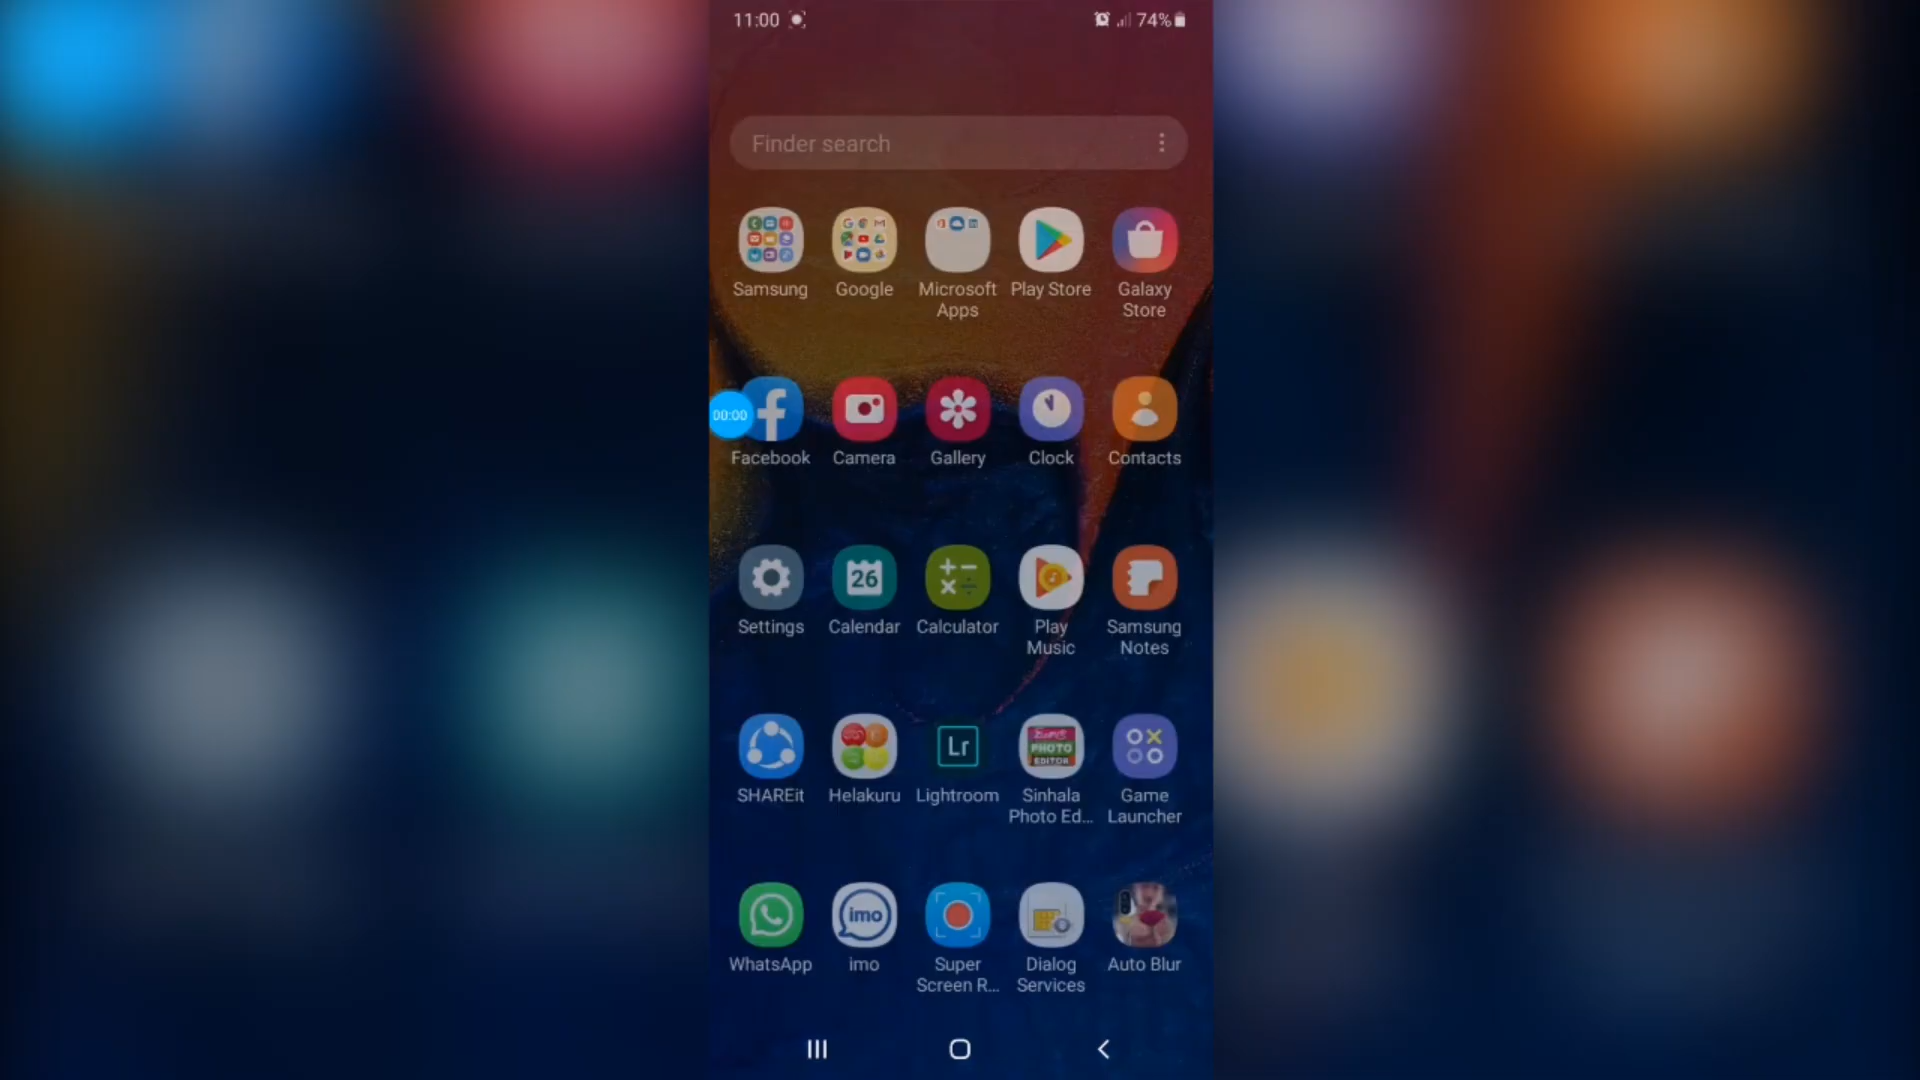 11:00 74%
Finder search
Samsung Google Microsoft Play Store Galaxy
Apps Store
00:00
Facebook Camera Gallery Clock Contacts
26
Settings Calendar Calculator Play Samsung
Music Notes
Lr PHOTO
EDITOR
SHAREit Helakuru Lightroom Sinhala Game
Photo Ed... Launcher
imo
WhatsApp imo Super Dialog Auto Blur
Screen R... Services